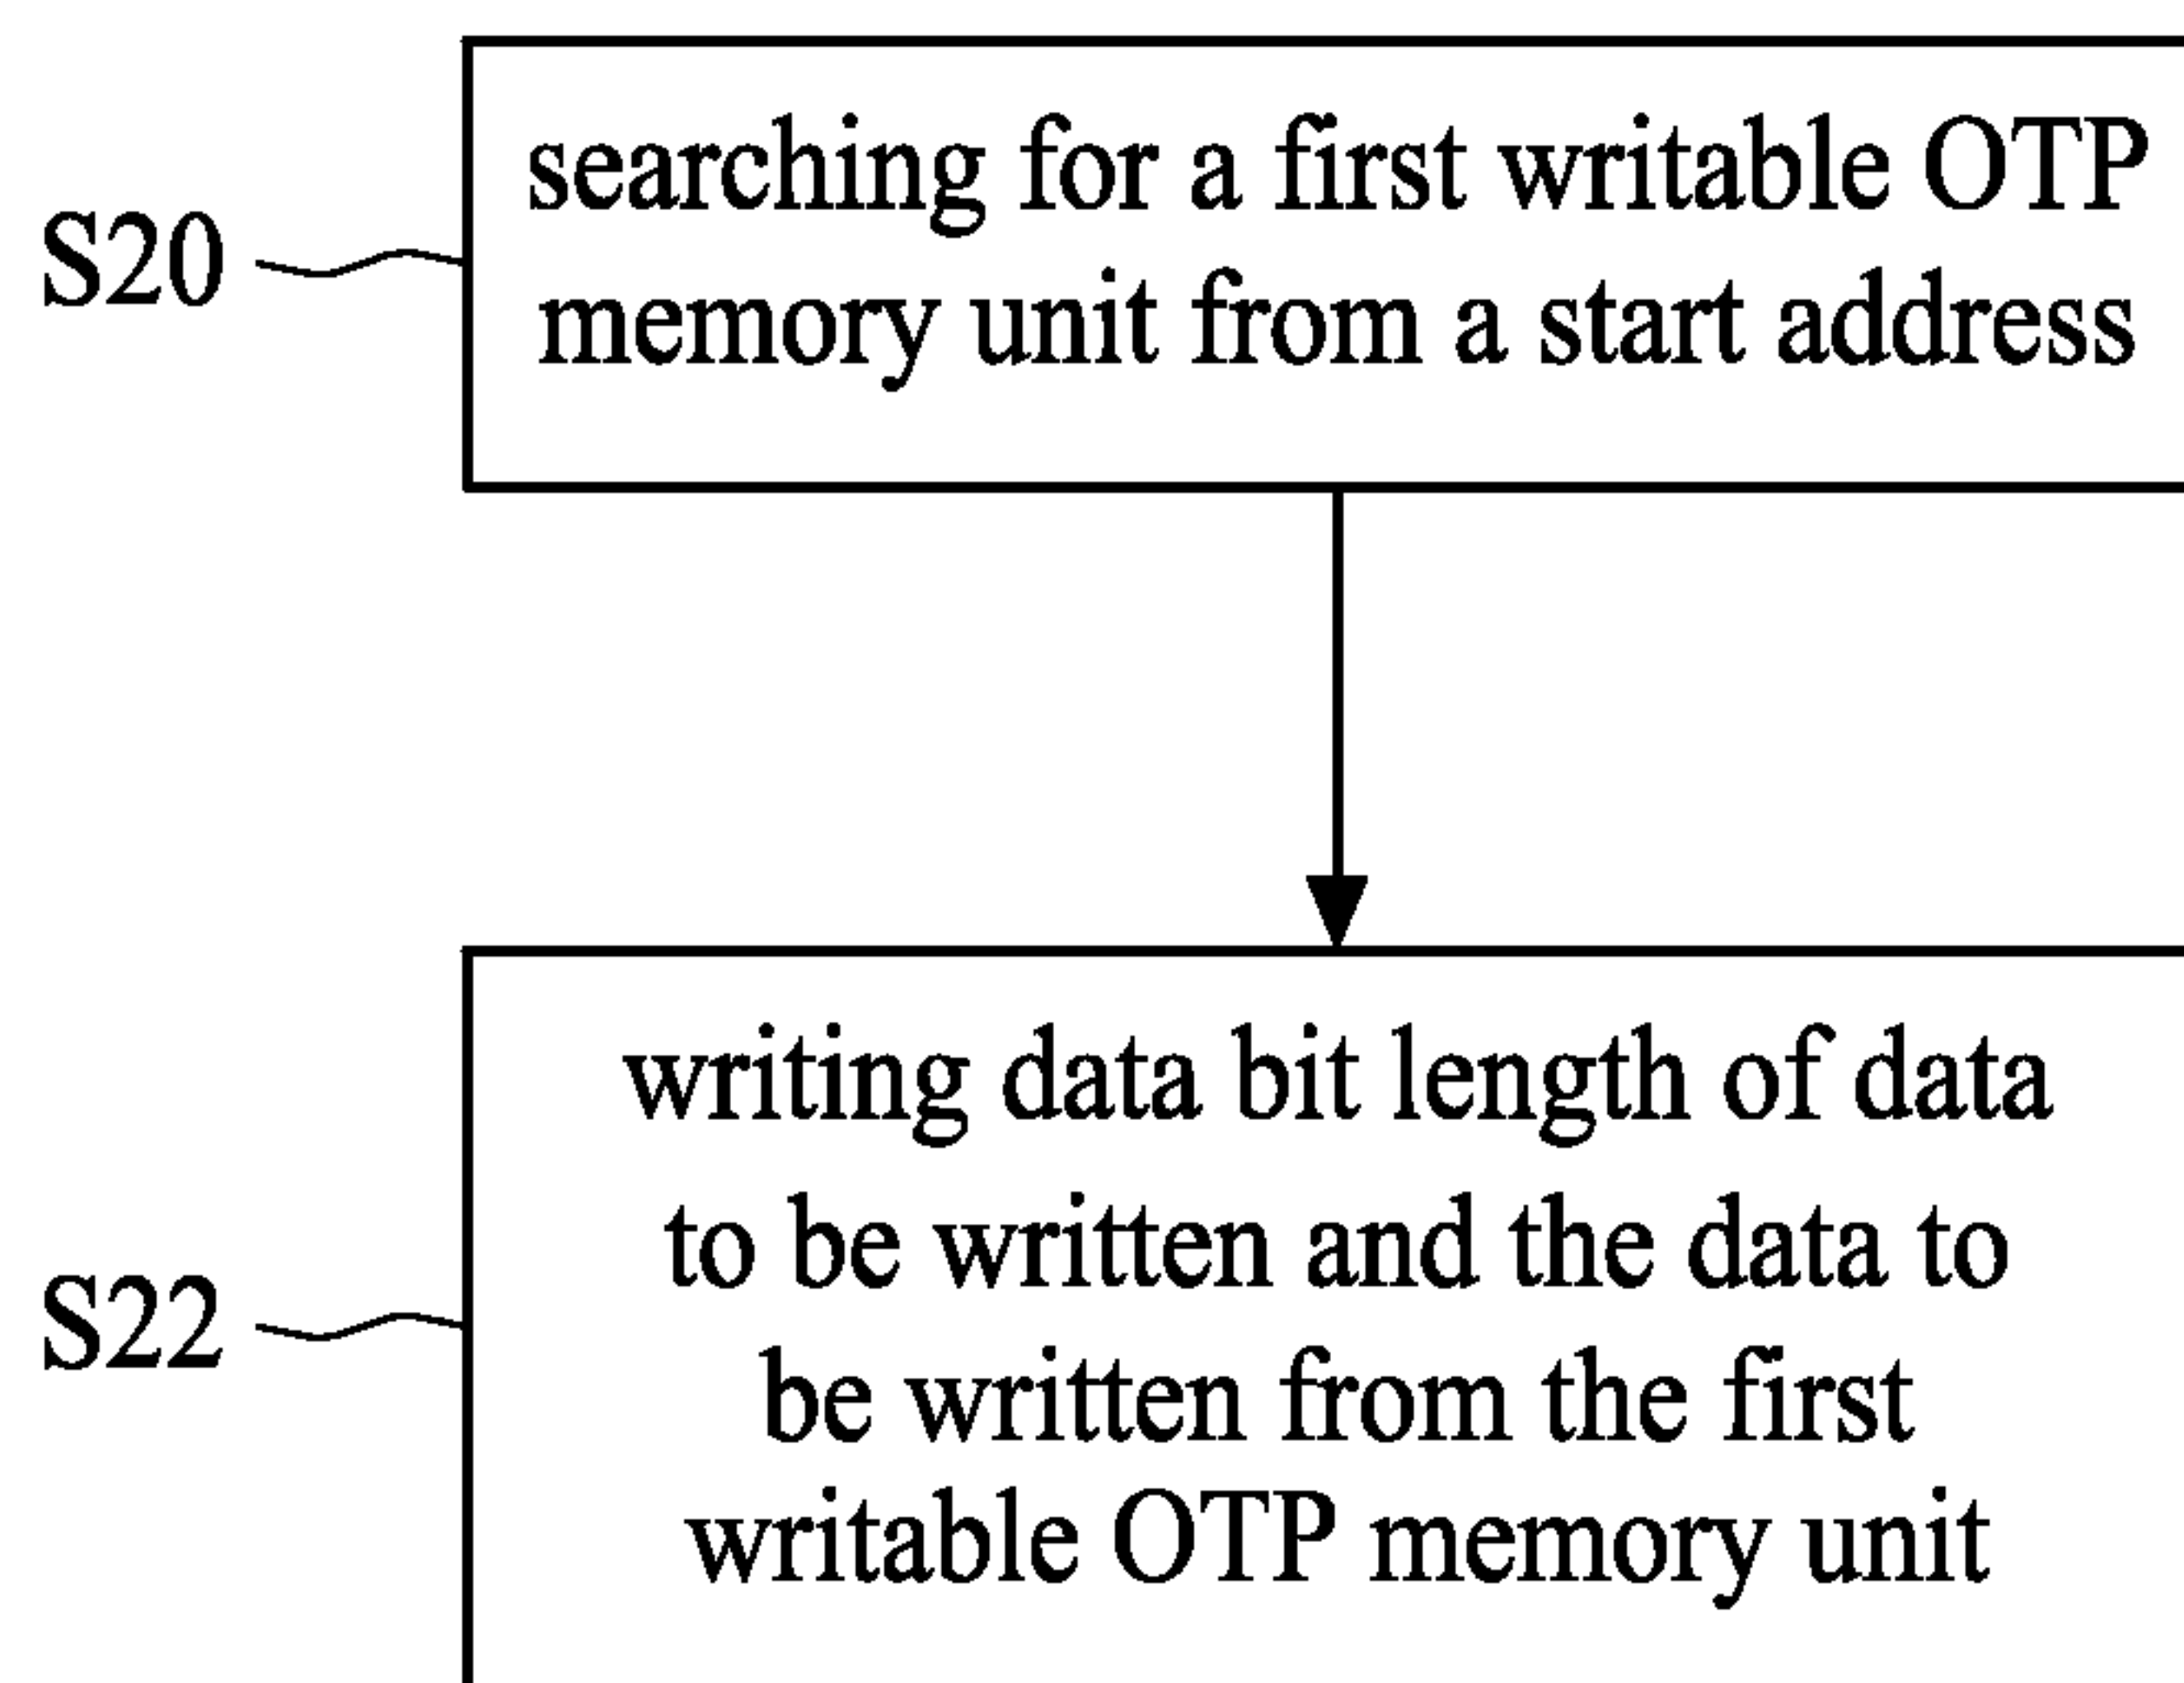 searching for a first writable OTP
S20
memory unit from a start address
writing data bit length of data
to be written and the data to
S22
be written from the first
writable OTP memory unit